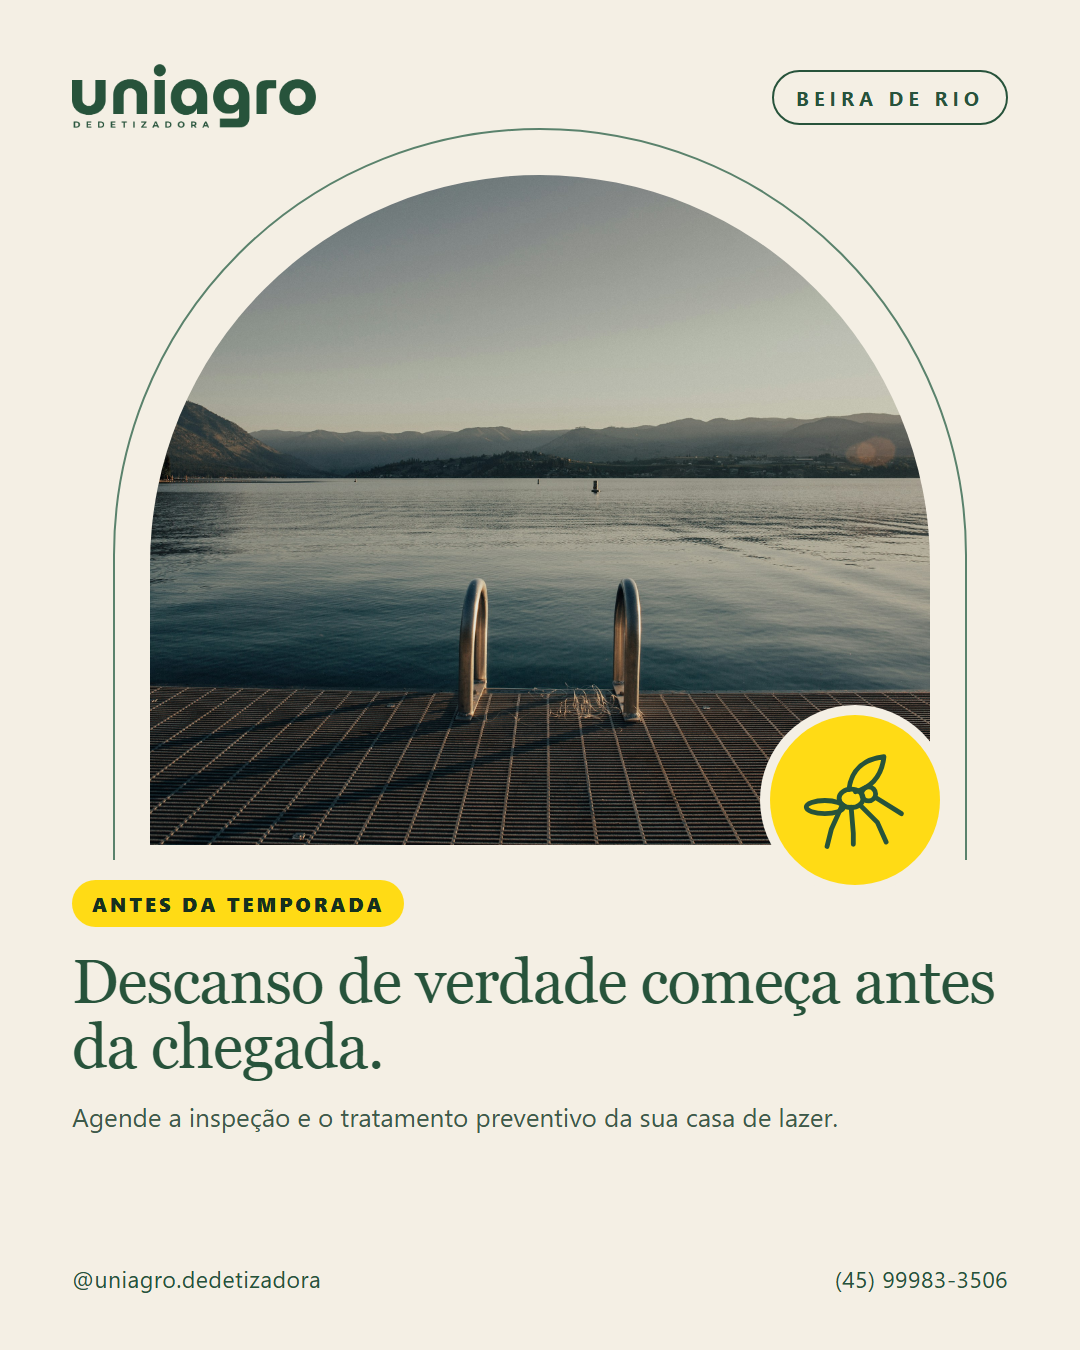 uniagro
DEDETIZADORA
BEIRA DE RIO
ANTES DA TEMPORADA
Descanso de verdade começa antes
da chegada.
Agende a inspeção e o tratamento preventivo da sua casa de lazer.
@uniagro.dedetizadora
(45) 99983-3506